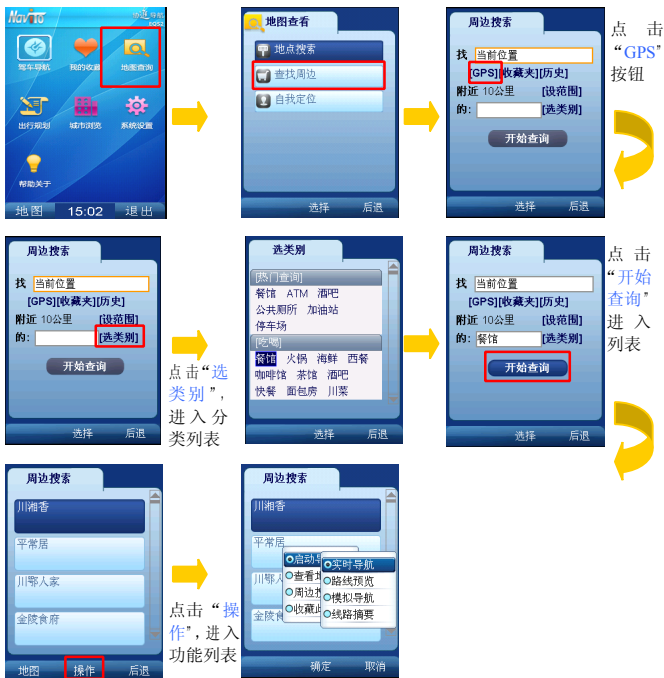 驾车导航 我的收藏 地图查询
出行规划 城市浏览 系统设置
帮助关于
地图 15:02 退出
地图查看
地点搜索
查找周边
自我定位
选择 后退
周边搜索
找 当前位置
[GPS][收藏夹][历史]
附近 10公里 [设范围]
的: [选类别]
开始查询
选择 后退
点 击
“GPS”
按钮
周边搜索
找 当前位置
[GPS][收藏夹][历史]
附近 10公里 [设范围]
的: [选类别]
开始查询
选择 后退
点击“选
类别”,
进入分
类列表
选类别
[热门查询]
餐馆 ATM 酒吧
公共厕所 加油站
停车场
[吃喝]
餐馆 火锅 海鲜 西餐
咖啡馆 茶馆 酒吧
快餐 面包房 川菜
选择 后退
周边搜索
找 当前位置
[GPS][收藏夹][历史]
附近 10公里 [设范围]
的: 餐馆 [选类别]
开始查询
选择 后退
点 击
“开始
查询”
进 入
列表
周边搜索
川湘香
平常居
川鄂人家
金陵食府
地图 操作 后退
点击“操
作”,进入
功能列表
周边搜索
川湘香
平常居
川鄂
金陵食
启动
查看
周边
收藏
实时导航
路线预览
模拟导航
线路摘要
确定 取消